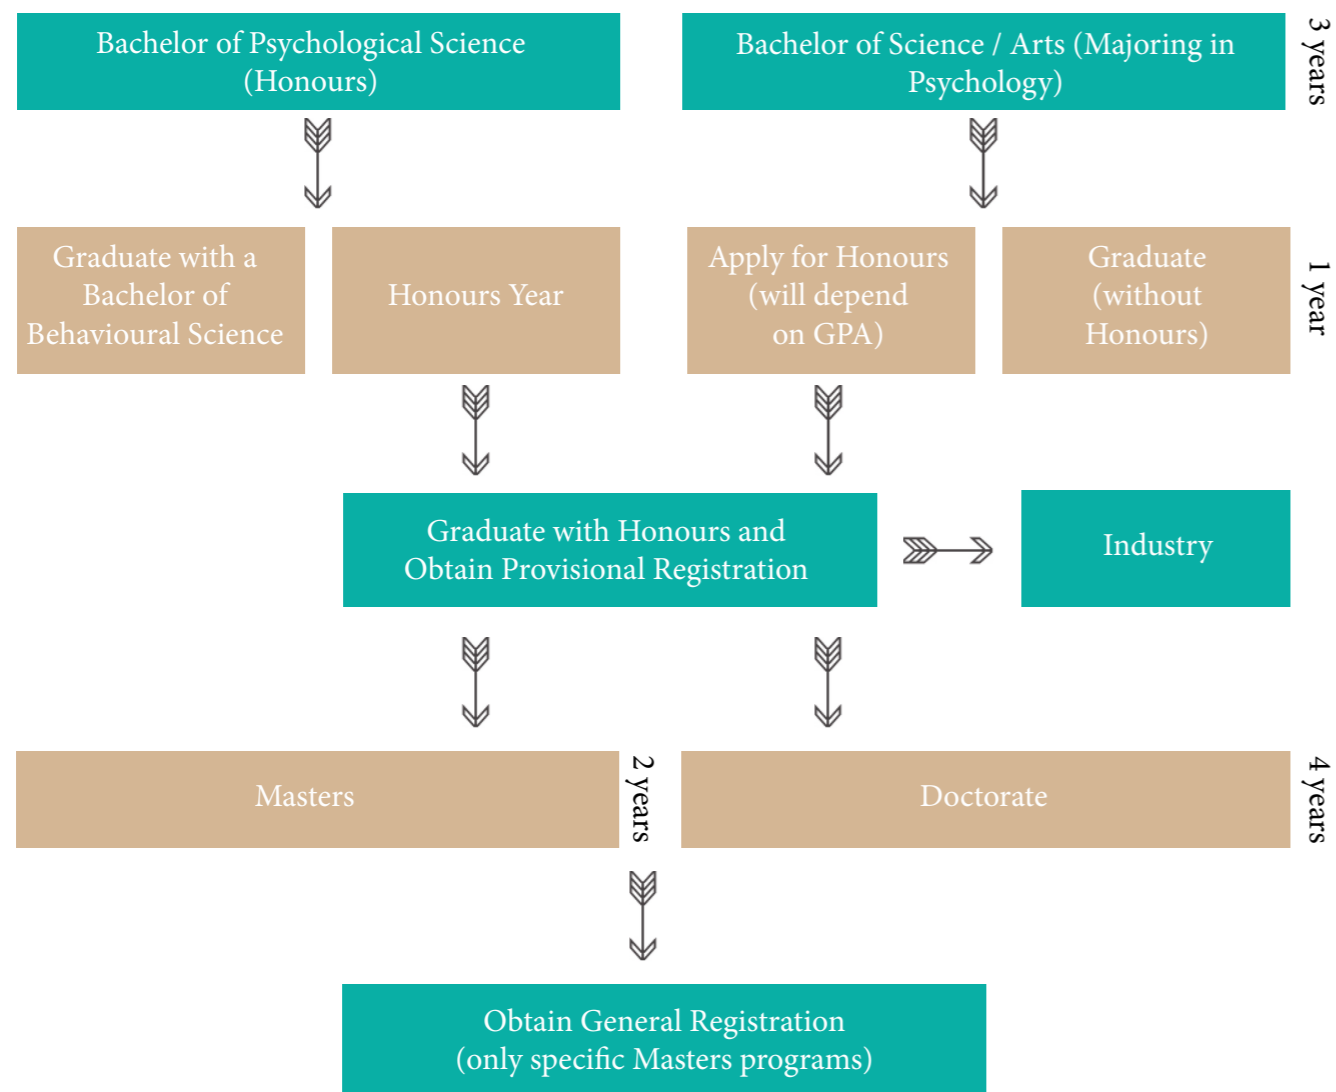 Bachelor of Psychological Science
(Honours)
Bachelor of Science / Arts (Majoring in
Psychology)
3 years
Graduate with a
Bachelor of
Behavioural Science
Honours Year
Apply for Honours
(will depend
on GPA)
Graduate
(without
Honours)
1 year
Graduate with Honours and
Obtain Provisional Registration
Industry
Masters
2 years
Doctorate
4 years
Obtain General Registration
(only specific Masters programs)